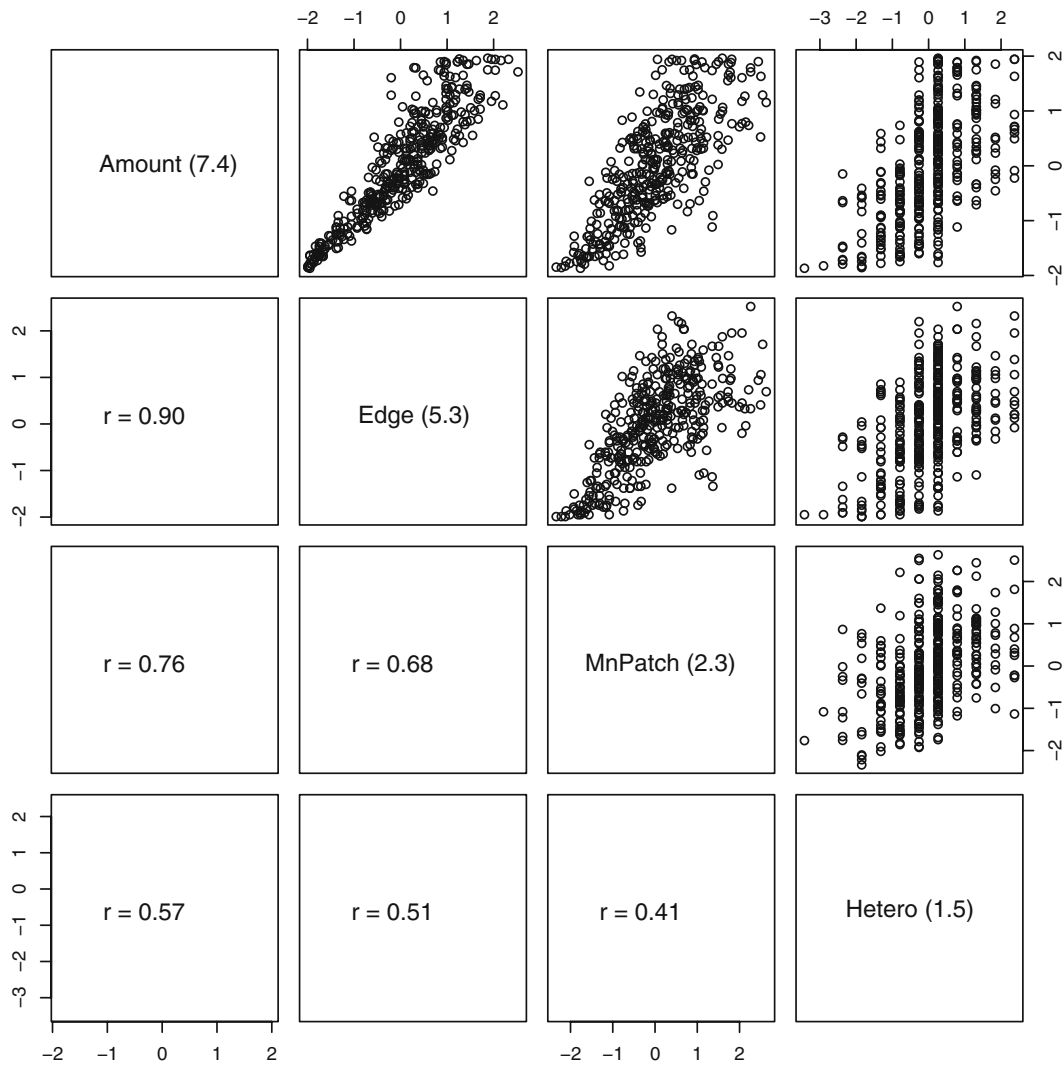 −2 −1 0 1 2
−3 −2 −1 0 1 2
Amount (7.4)
−2 −1 0 1 2
−2 −1 0 1 2
r = 0.90
Edge (5.3)
r = 0.76
r = 0.68
MnPatch (2.3)
−2 −1 0 1 2
−3 −2 −1 0 1 2
r = 0.57
r = 0.51
r = 0.41
Hetero (1.5)
−2 −1 0 1 2
−2 −1 0 1 2